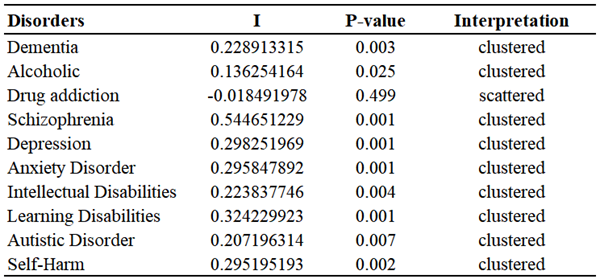 Disorders I P-value Interpretation
Dementia 0.228913315 0.003 clustered
Alcoholic 0.136254164 0.025 clustered
Drug addiction -0.018491978 0.499 scattered
Schizophrenia 0.544651229 0.001 clustered
Depression 0.298251969 0.001 clustered
Anxiety Disorder 0.295847892 0.001 clustered
Intellectual Disabilities 0.223837746 0.004 clustered
Learning Disabilities 0.324229923 0.001 clustered
Autistic Disorder 0.207196314 0.007 clustered
Self-Harm 0.295195193 0.002 clustered